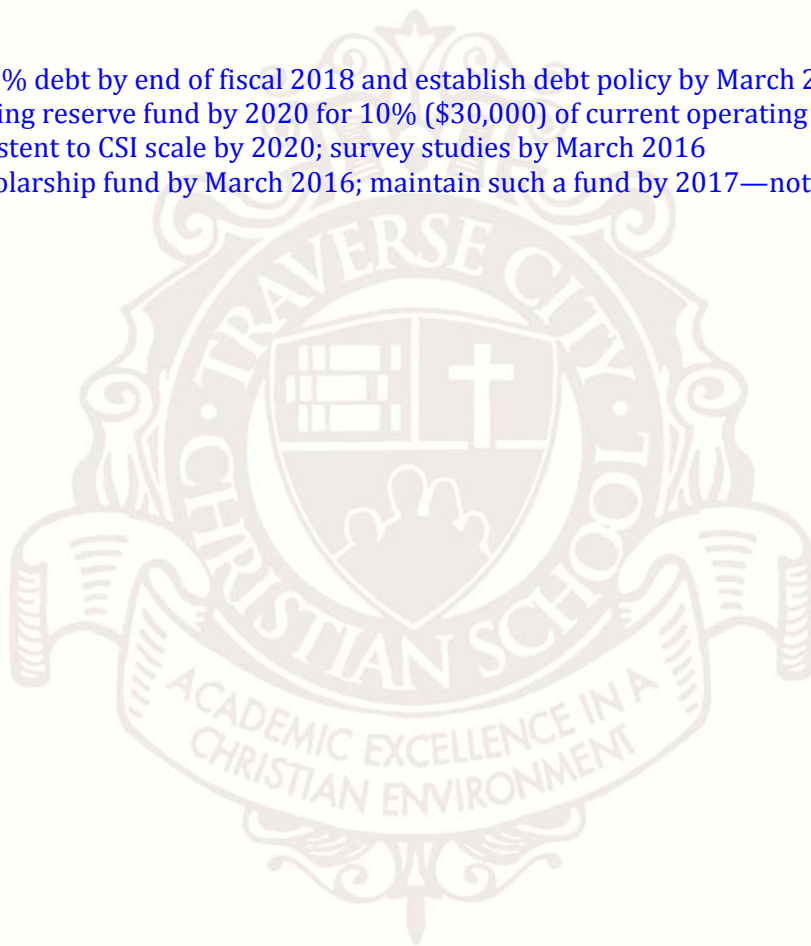 % debt by end of fiscal 2018 and establish debt policy by March 2
ing reserve fund by 2020 for 10% ($30,000) of current operating
stent to CSI scale by 2020; survey studies by March 2016
olarship fund by March 2016; maintain such a fund by 2017—not
TRAVERSE CITY
CHRISTIAN SCHOOL
ACADEMIC EXCELLENCE IN A
CHRISTIAN ENVIRONMENT